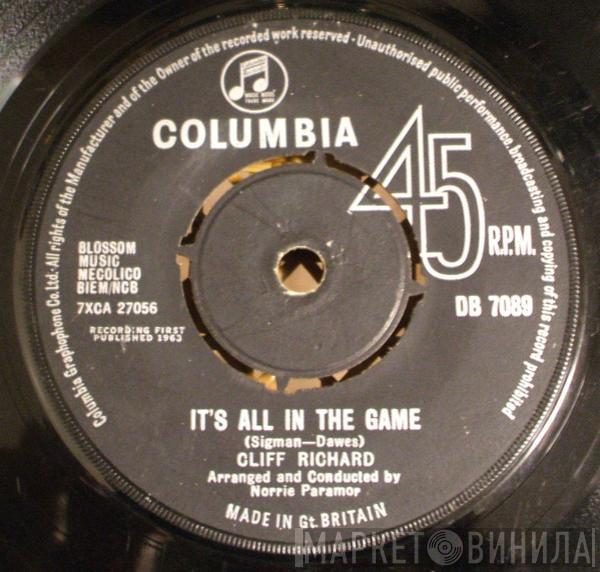 Columbia Graphophone Co. Ltd · All rights of the Manufacturer and of the Owner of the recorded work reserved · Unauthorised public performance, broadcasting and copying of this record prohibited
COLUMBIA
45
R.P.M.
BLOSSOM
MUSIC
MECOLICO
BIEM/NCB
7XCA 27056
DB 7089
RECORDING FIRST
PUBLISHED 1963
IT'S ALL IN THE GAME
(Sigman—Dawes)
CLIFF RICHARD
Arranged and Conducted by
Norrie Paramor
MADE IN Gt. BRITAIN
МАРКЕТ ВИНИЛА